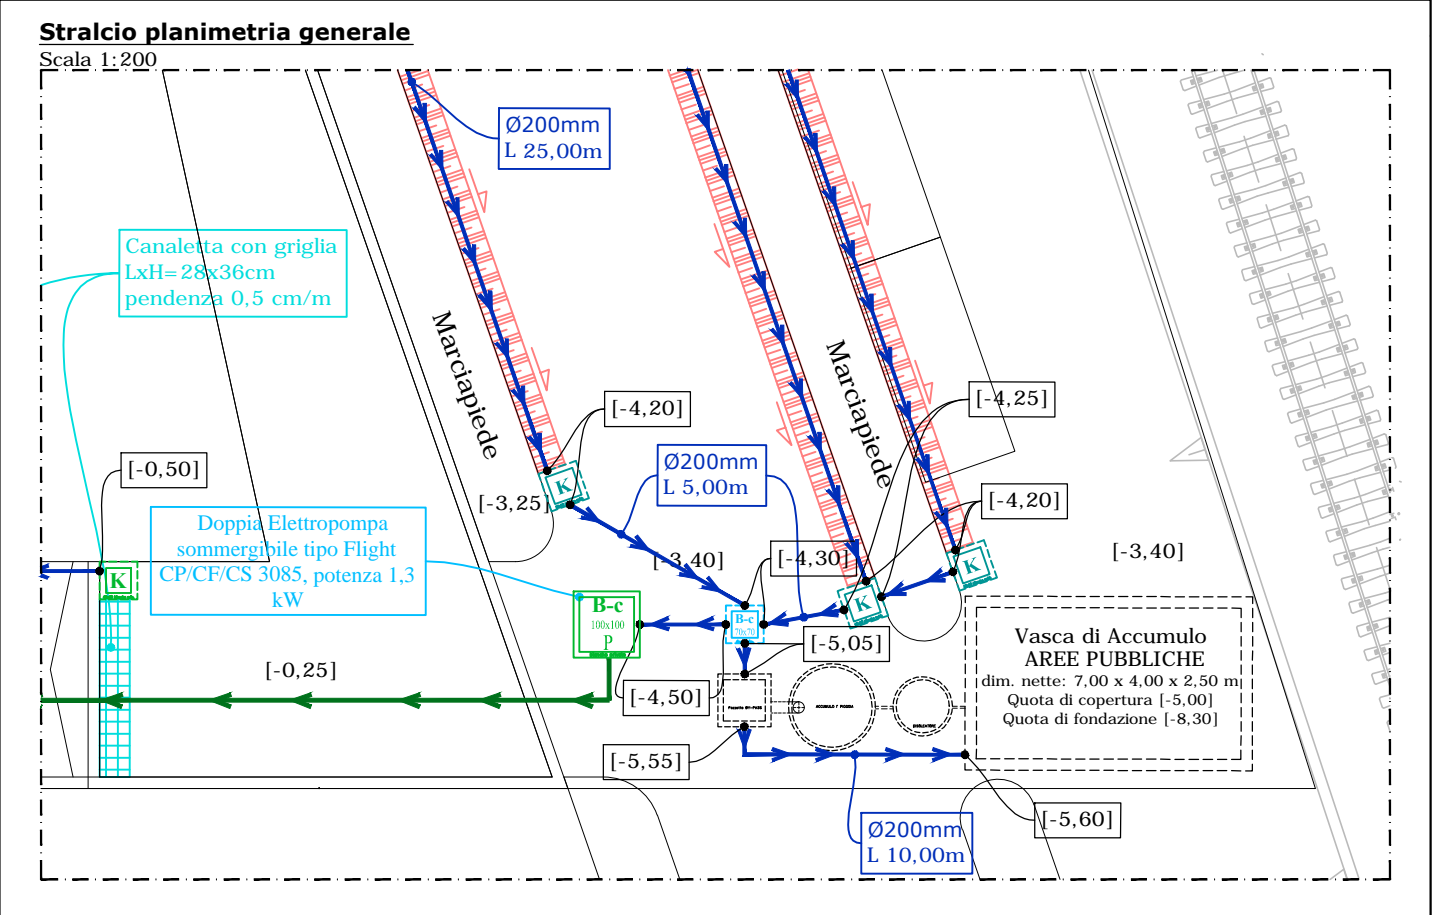 Stralcio planimetria generale
Scala 1:200
Ø200mm
L 25,00m
Canaletta con griglia
LxH=28x36cm
pendenza 0,5 cm/m
Marciapiede
Marciapiede
[-4,20]
[-4,25]
[-0,50]
Ø200mm
L 5,00m
K
[-3,25]
[-4,20]
Doppia Elettropompa
sommergibile tipo Flight
CP/CF/CS 3085, potenza 1,3
kW
[-3,40]
[-4,30]
[-3,40]
K
K
K
B-c
100x100
p
B-c
70x70
[-5,05]
Vasca di Accumulo
AREE PUBBLICHE
dim. nette: 7,00 x 4,00 x 2,50 m
Quota di copertura [-5,00]
Quota di fondazione [-8,30]
[-0,25]
[-4,50]
[-5,55]
[-5,60]
Ø200mm
L 10,00m